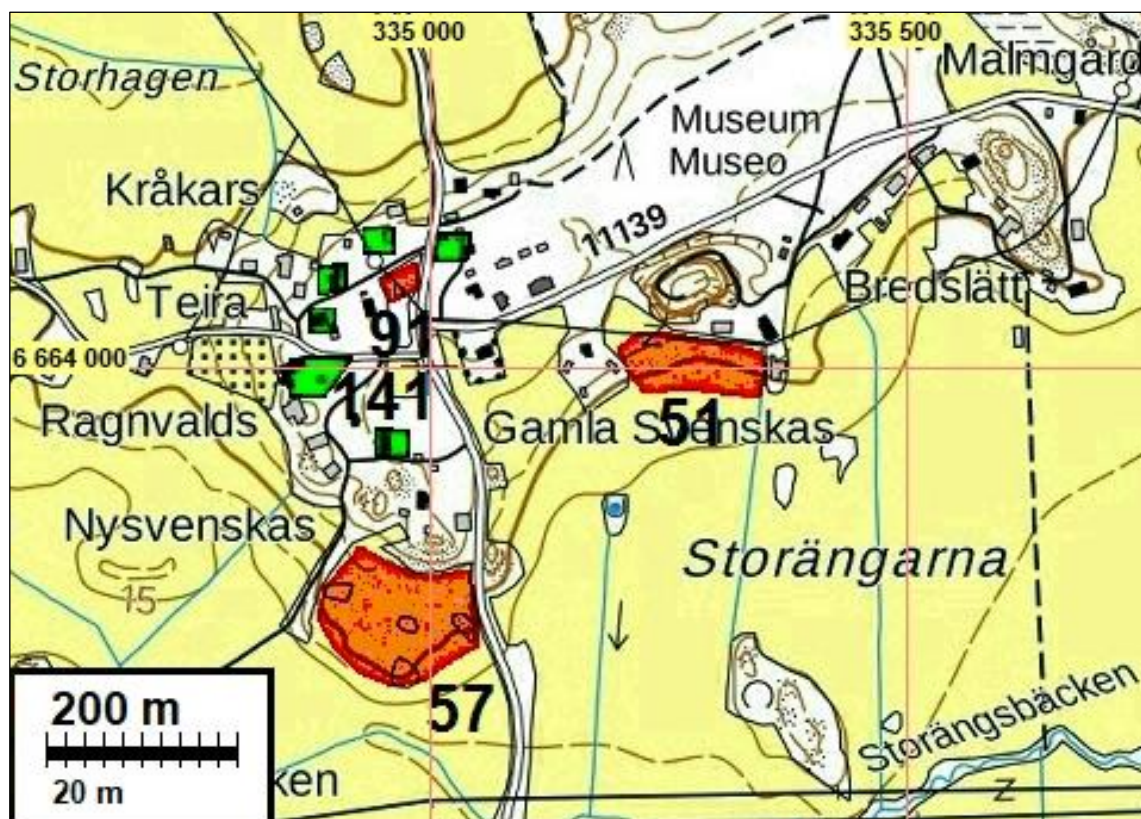 335 000
335 500
Storhagen
Malmgård
Museum
Museo
Kråkars
11139
Teira
Bredslätt
91
6 664 000
141
51
Ragnvalds
Gamla Svenskas
Nysvenskas
Storängarna
15
57
200 m
20 m
Storängsbäcken
ken